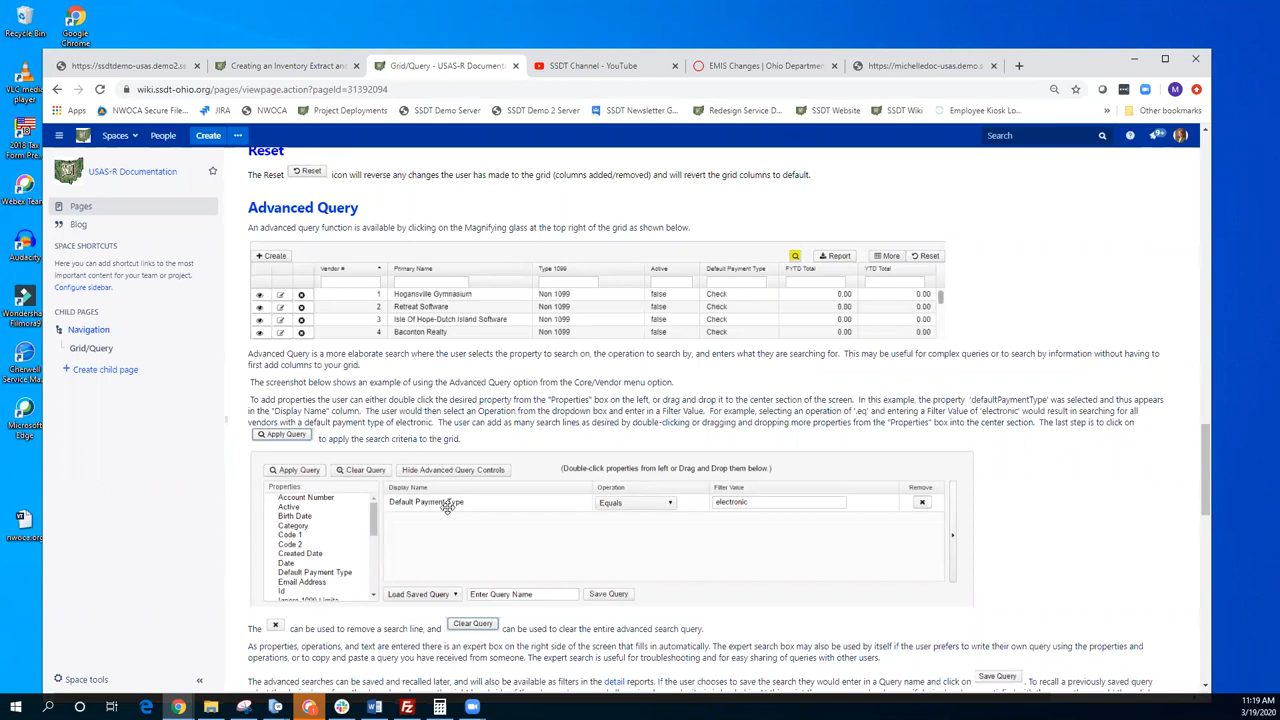 Recycle Bin
Google Chrome
VLC media player
2018 Tax Form Pre...
Webex Team...
Audacity
Wondersha... Filmora9
Cherwell Service Ma...
Microsoft Edge
nwoca.org
https://ssdtdemo-usas.demo2.ss ×
Creating an Inventory Extract an ×
Grid/Query - USAS-R Documenta ×
SSDT Channel - YouTube ×
EMIS Changes | Ohio Departmen ×
https://michelledoc-usas.demo.s ×
wiki.ssdt-ohio.org/pages/viewpage.action?pageId=31392094
Apps NWOCA Secure File... JIRA NWOCA Project Deployments SSDT Demo Server SSDT Demo 2 Server SSDT Newsletter G... Redesign Service D... SSDT Website SSDT Wiki Employee Kiosk Lo... » Other bookmarks
Spaces People Create ••• Search 9+
USAS-R Documentation
Pages
Blog
SPACE SHORTCUTS
Here you can add shortcut links to the most important content for your team or project.
Configure sidebar.
CHILD PAGES
Navigation
Grid/Query
+ Create child page
Space tools «
Reset
The Reset Reset icon will reverse any changes the user has made to the grid (columns added/removed) and will revert the grid columns to default.
Advanced Query
An advanced query function is available by clicking on the Magnifying glass at the top right of the grid as shown below.
+ Create Report More Reset
Vendor # Primary Name Type 1099 Active Default Payment Type FYTD Total YTD Total
1 Hogansville Gymnasium Non 1099 false Check 0.00 0.00
2 Retreat Software Non 1099 false Check 0.00 0.00
3 Isle Of Hope-Dutch Island Software Non 1099 false Check 0.00 0.00
4 Baconton Realty Non 1099 false Check 0.00 0.00
Advanced Query is a more elaborate search where the user selects the property to search on, the operation to search by, and enters what they are searching for. This may be useful for complex queries or to search by information without having to
first add columns to your grid.
The screenshot below shows an example of using the Advanced Query option from the Core/Vendor menu option.
To add properties the user can either double click the desired property from the "Properties" box on the left, or drag and drop it to the center section of the screen. In this example, the property 'defaultPaymentType' was selected and thus appears
in the "Display Name" column. The user would then select an Operation from the dropdown box and enter in a Filter Value. For example, selecting an operation of '.eq' and entering a Filter Value of 'electronic' would result in searching for all
vendors with a default payment type of electronic. The user can add as many search lines as desired by double-clicking or dragging and dropping more properties from the "Properties" box into the center section. The last step is to click on
Apply Query to apply the search criteria to the grid.
Apply Query Clear Query Hide Advanced Query Controls (Double-click properties from left or Drag and Drop them below.)
Properties: Display Name Operation Filter Value Remove
Account Number
Active
Birth Date
Category
Code 1
Code 2
Created Date
Date
Default Payment Type
Email Address
Id
Ignore 1099 Limits
Default Payment Type Equals electronic
Load Saved Query Enter Query Name Save Query
The × can be used to remove a search line, and Clear Query can be used to clear the entire advanced search query.
As properties, operations, and text are entered there is an expert box on the right side of the screen that fills in automatically. The expert search box may also be used by itself if the user prefers to write their own query using the properties and
operations, or to copy and paste a query you have received from someone. The expert search is useful for troubleshooting and for easy sharing of queries with other users.
The advanced searches can be saved and recalled later, and will also be available as filters in the detail reports. If the user chooses to save the search they would enter in a Query name and click on Save Query . To recall a previously saved query
11:19 AM
3/19/2020